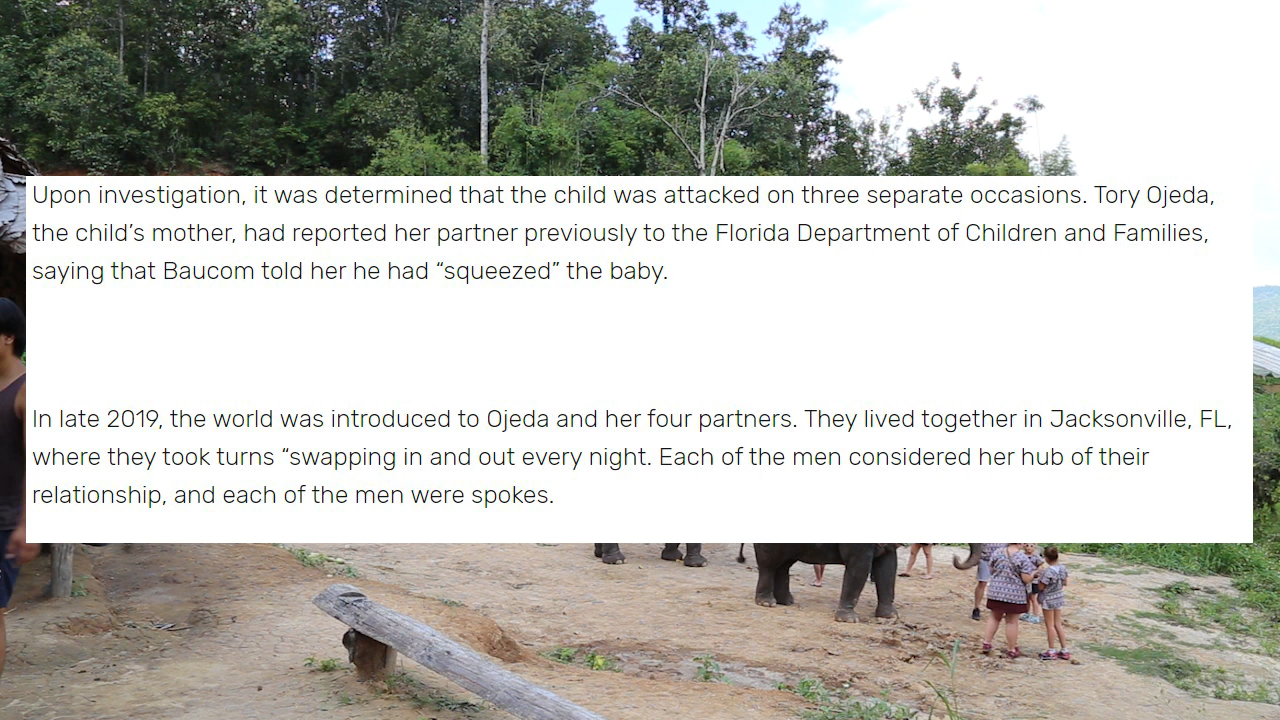 Upon investigation, it was determined that the child was attacked on three separate occasions. Tory Ojeda,
the child’s mother, had reported her partner previously to the Florida Department of Children and Families,
saying that Baucom told her he had “squeezed” the baby.
In late 2019, the world was introduced to Ojeda and her four partners. They lived together in Jacksonville, FL,
where they took turns “swapping in and out every night. Each of the men considered her hub of their
relationship, and each of the men were spokes.